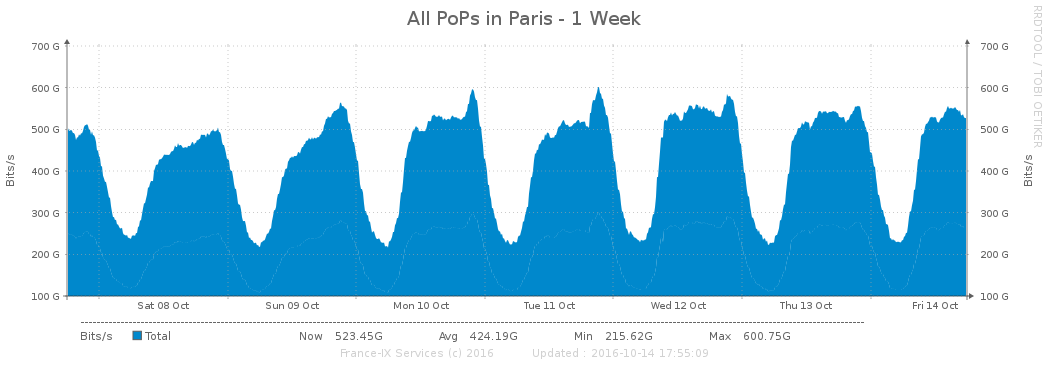 All PoPs in Paris - 1 Week
RRDTOOL / TOBI OETIKER
Bits/s
700 G 700 G
600 G 600 G
500 G 500 G
400 G 400 G
300 G 300 G
200 G 200 G
100 G 100 G
Bits/s
Sat 08 Oct Sun 09 Oct Mon 10 Oct Tue 11 Oct Wed 12 Oct Thu 13 Oct Fri 14 Oct
Bits/s Total Now 523.45G Avg 424.19G Min 215.62G Max 600.75G
France-IX Services (c) 2016 Updated : 2016-10-14 17:55:09